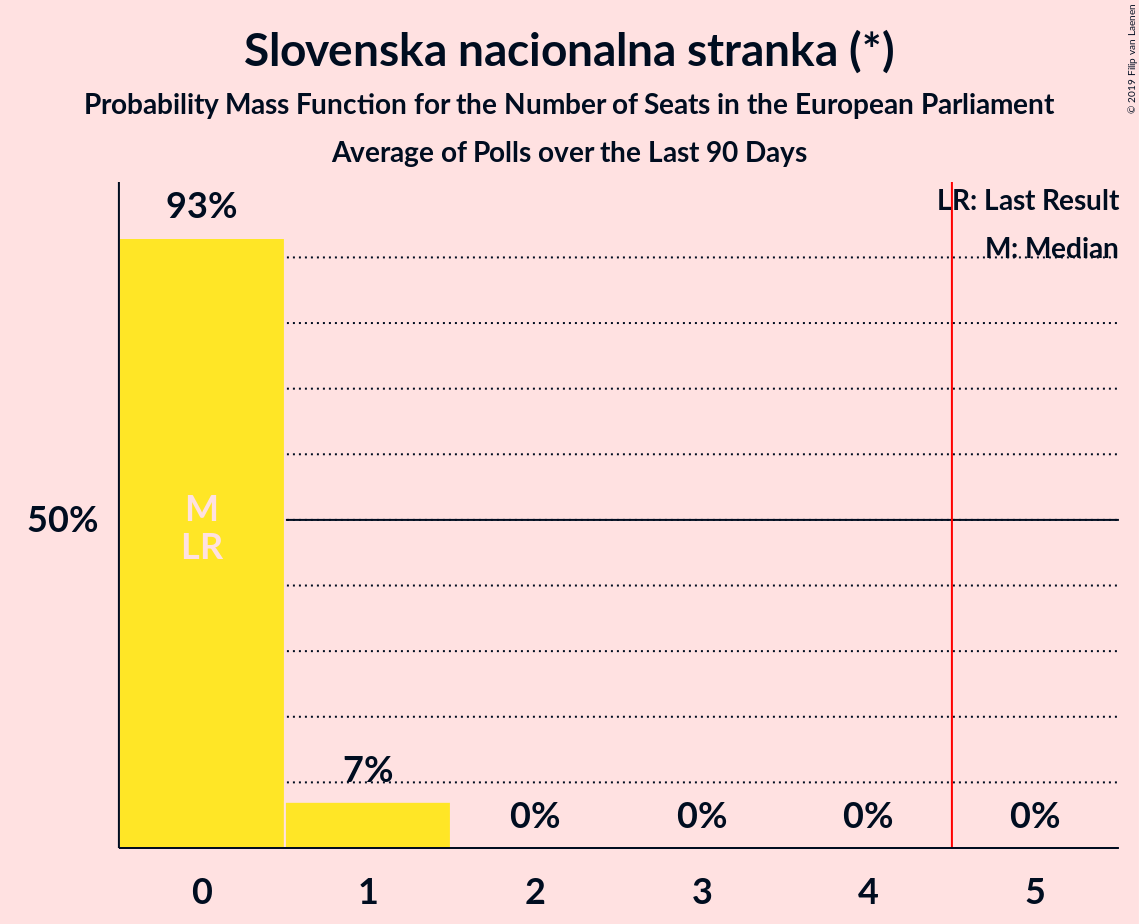 Slovenska nacionalna stranka (*)
Probability Mass Function for the Number of Seats in the European Parliament
Average of Polls over the Last 90 Days
© 2019 Filip van Laenen
LR: Last Result
M: Median
93%
50%
M
LR
7%
0%
0%
0%
0%
0
1
2
3
4
5